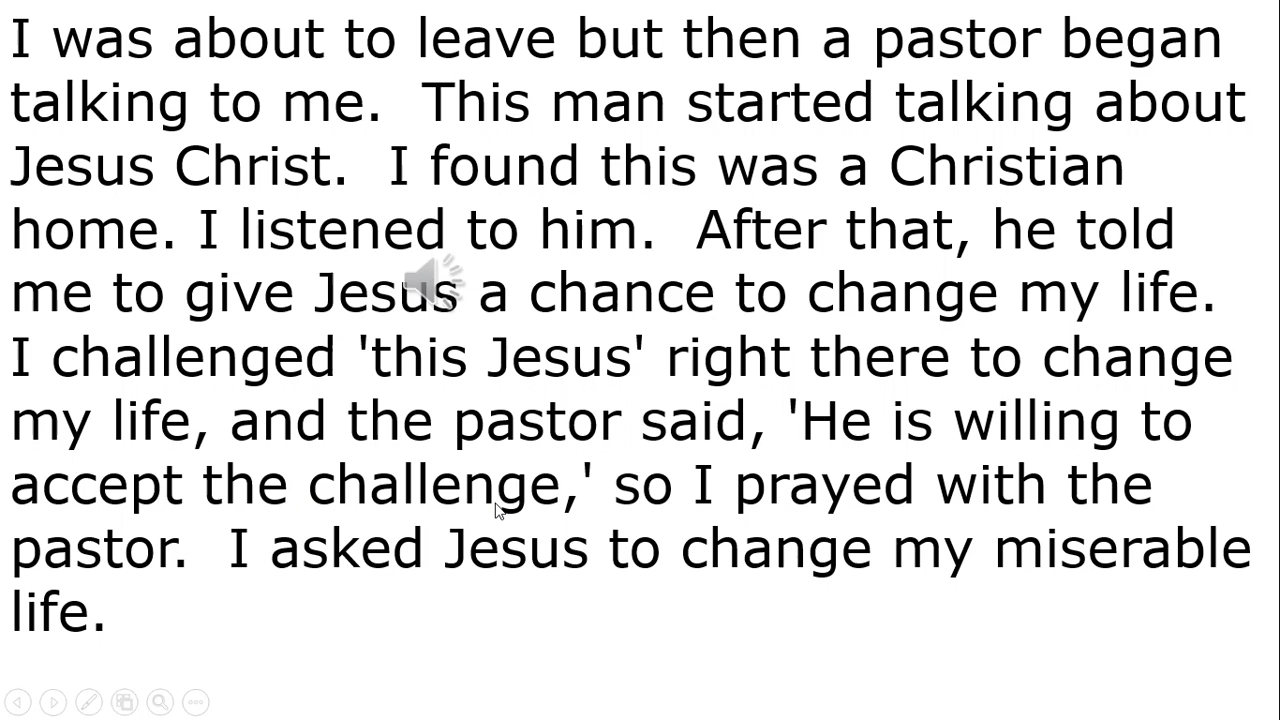 I was about to leave but then a pastor began
talking to me.  This man started talking about
Jesus Christ.  I found this was a Christian
home. I listened to him.  After that, he told
me to give Jesus a chance to change my life.
I challenged 'this Jesus' right there to change
my life, and the pastor said, 'He is willing to
accept the challenge,' so I prayed with the
pastor.  I asked Jesus to change my miserable
life.